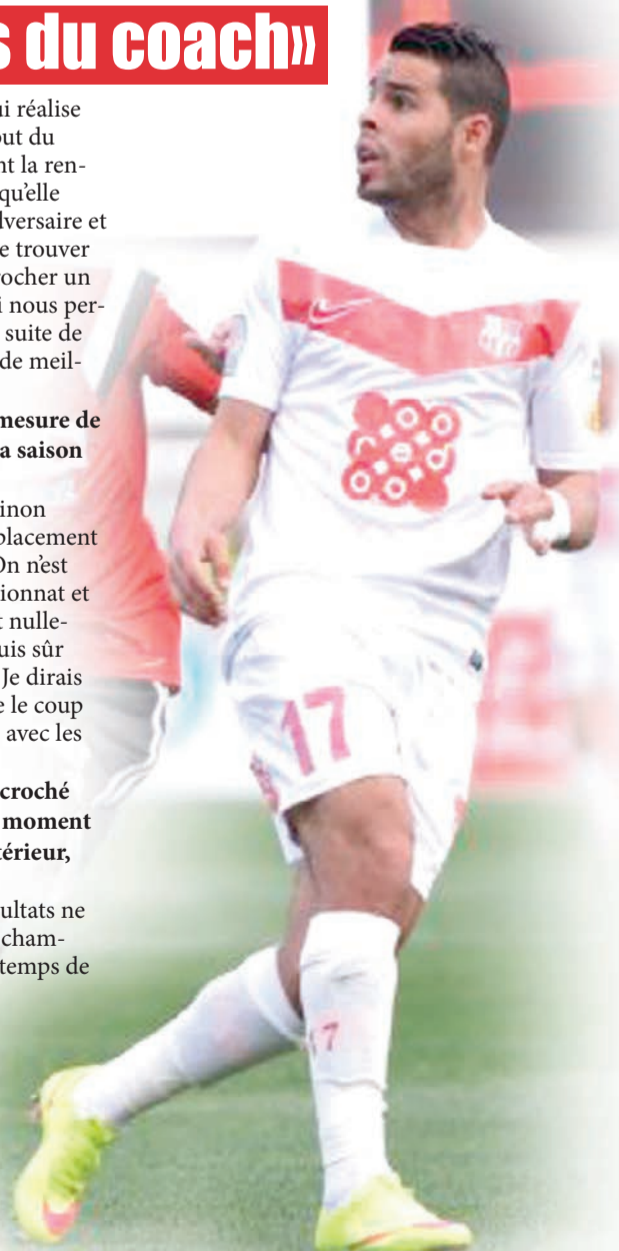 s du coach»
ui réalise
out du
nt la ren-
qu'elle
dversaire et
e trouver
rocher un
i nous per-
suite de
de meil-
mesure de
a saison
inon
placement
On n'est
ionnat et
t nulle-
uis sûr
Je dirais
e le coup
avec les
croché
moment
térieur,
ultats ne
cham-
temps de
17
17